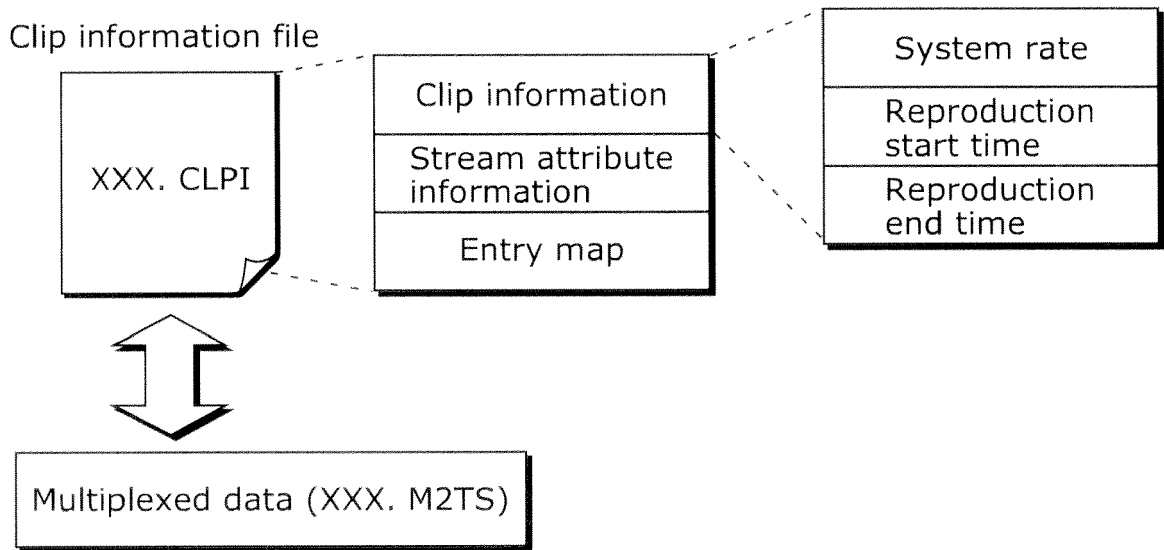 Clip information file
XXX. CLPI
Clip information
Stream attribute
information
Entry map
System rate
Reproduction
start time
Reproduction
end time
Multiplexed data (XXX. M2TS)